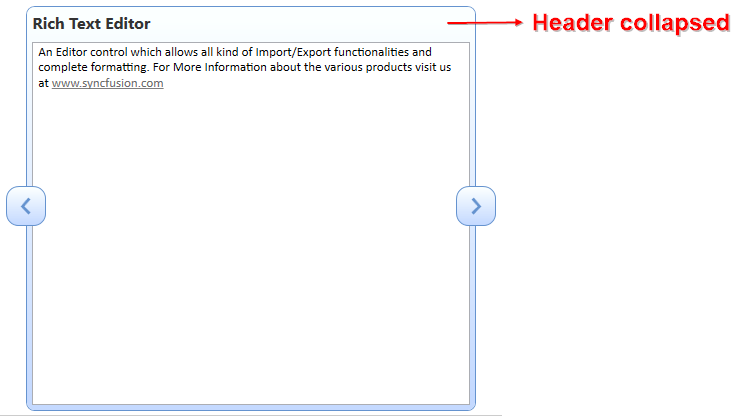 Rich Text Editor
Header collapsed
An Editor control which allows all kind of Import/Export functionalities and
complete formatting. For More Information about the various products visit us
at www.syncfusion.com